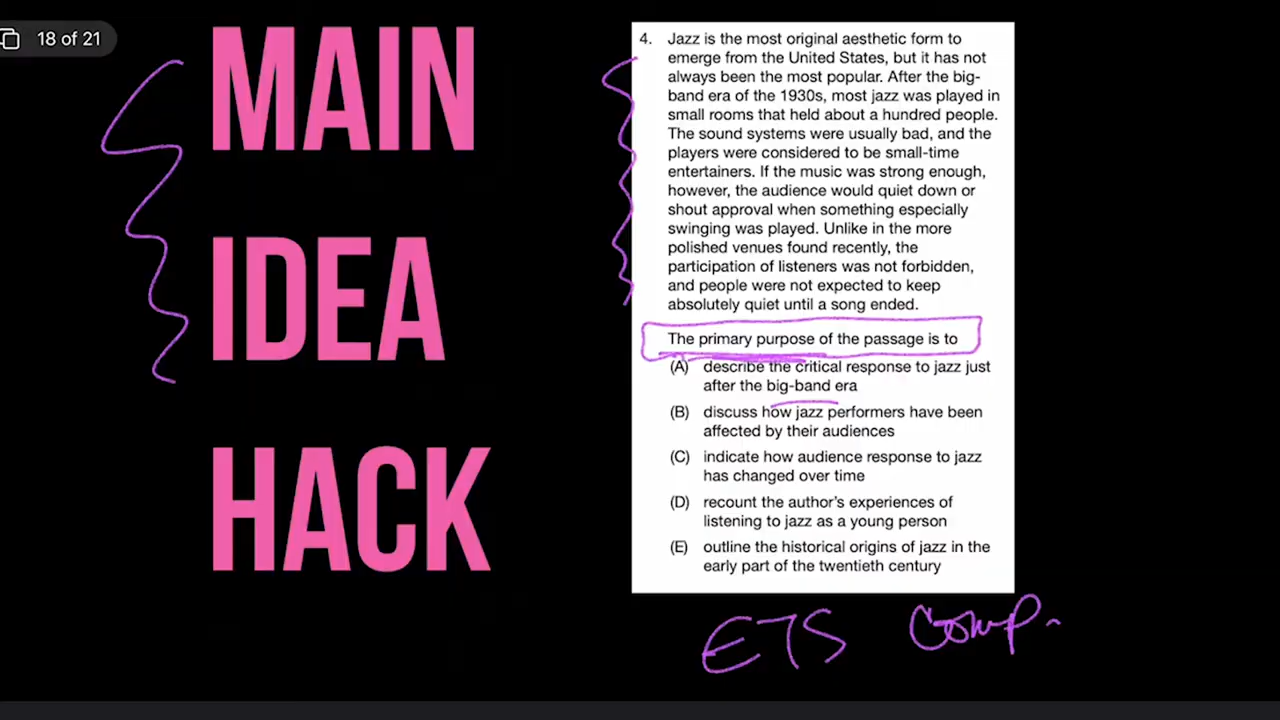 18 of 21
MAIN
IDEA
HACK
4. Jazz is the most original aesthetic form to
emerge from the United States, but it has not
always been the most popular. After the big-
band era of the 1930s, most jazz was played in
small rooms that held about a hundred people.
The sound systems were usually bad, and the
players were considered to be small-time
entertainers. If the music was strong enough,
however, the audience would quiet down or
shout approval when something especially
swinging was played. Unlike in the more
polished venues found recently, the
participation of listeners was not forbidden,
and people were not expected to keep
absolutely quiet until a song ended.
The primary purpose of the passage is to
(A) describe the critical response to jazz just
after the big-band era
(B) discuss how jazz performers have been
affected by their audiences
(C) indicate how audience response to jazz
has changed over time
(D) recount the author's experiences of
listening to jazz as a young person
(E) outline the historical origins of jazz in the
early part of the twentieth century
ETS Comp.